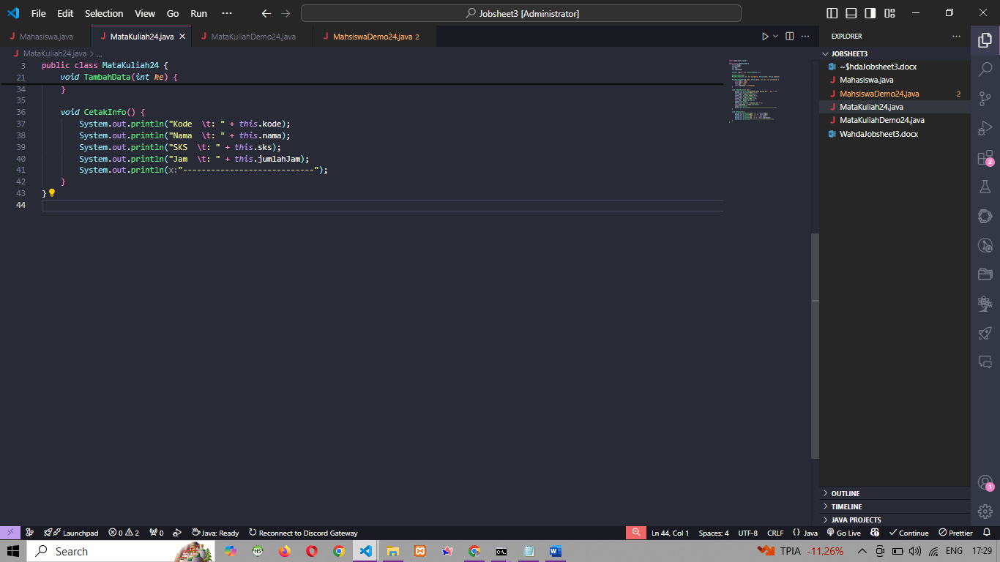 File Edit Selection View Go Run ··· Jobsheet3 [Administrator]
Mahasiswa.java MataKuliah24.java MataKuliahDemo24.java MahsiswaDemo24.java 2
MataKuliah24.java > ...
3 public class MataKuliah24 {
21 void TambahData(int ke) {
34 }
35
36 void CetakInfo() {
37 System.out.println("Kode \t: " + this.kode);
38 System.out.println("Nama \t: " + this.nama);
39 System.out.println("SKS \t: " + this.sks);
40 System.out.println("Jam \t: " + this.jumlahJam);
41 System.out.println(x:"----------------------------");
42 }
43 }
44
EXPLORER
JOBSHEET3
~$hdaJobsheet3.docx
Mahasiswa.java
MahsiswaDemo24.java 2
MataKuliah24.java
MataKuliahDemo24.java
WahdaJobsheet3.docx
OUTLINE
TIMELINE
JAVA PROJECTS
2
1
Launchpad 0 2 0 Java: Ready Reconnect to Discord Gateway Ln 44, Col 1 Spaces: 4 UTF-8 CRLF {} Java Go Live Continue Prettier
Search TPIA -11,26% ENG 17:29